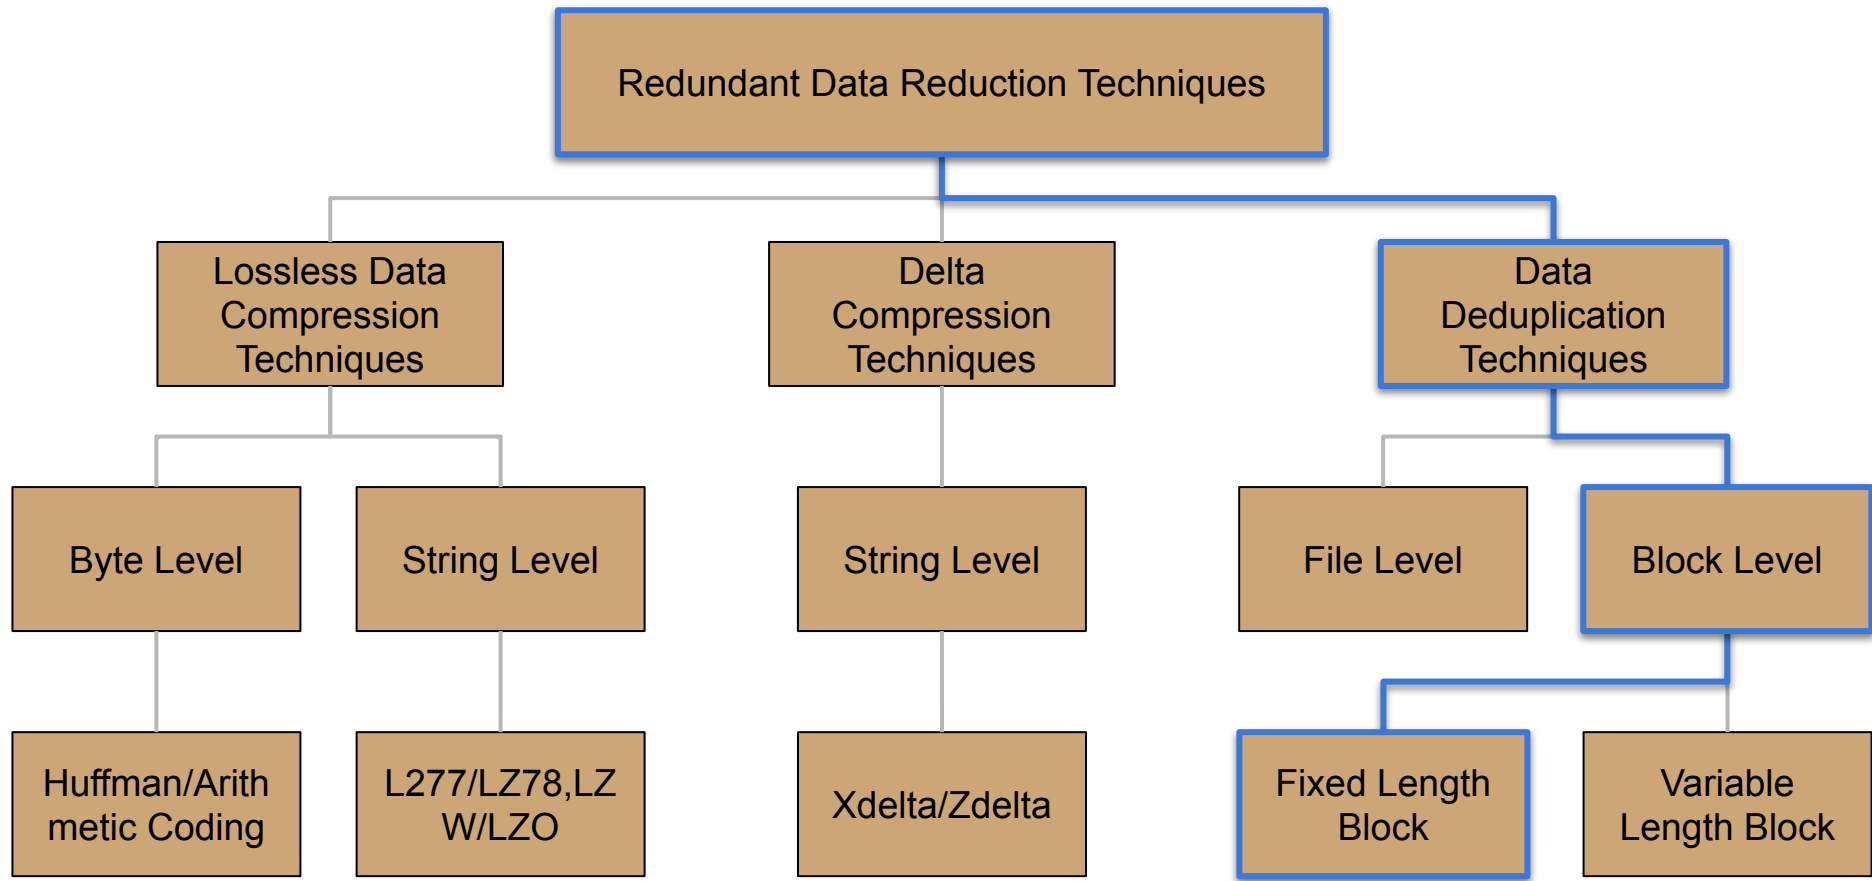 Redundant Data Reduction Techniques
Lossless Data
Compression
Techniques
Delta
Compression
Techniques
Data
Deduplication
Techniques
Byte Level
String Level
String Level
File Level
Block Level
Huffman/Arith
metic Coding
L277/LZ78,LZ
W/LZO
Xdelta/Zdelta
Fixed Length
Block
Variable
Length Block